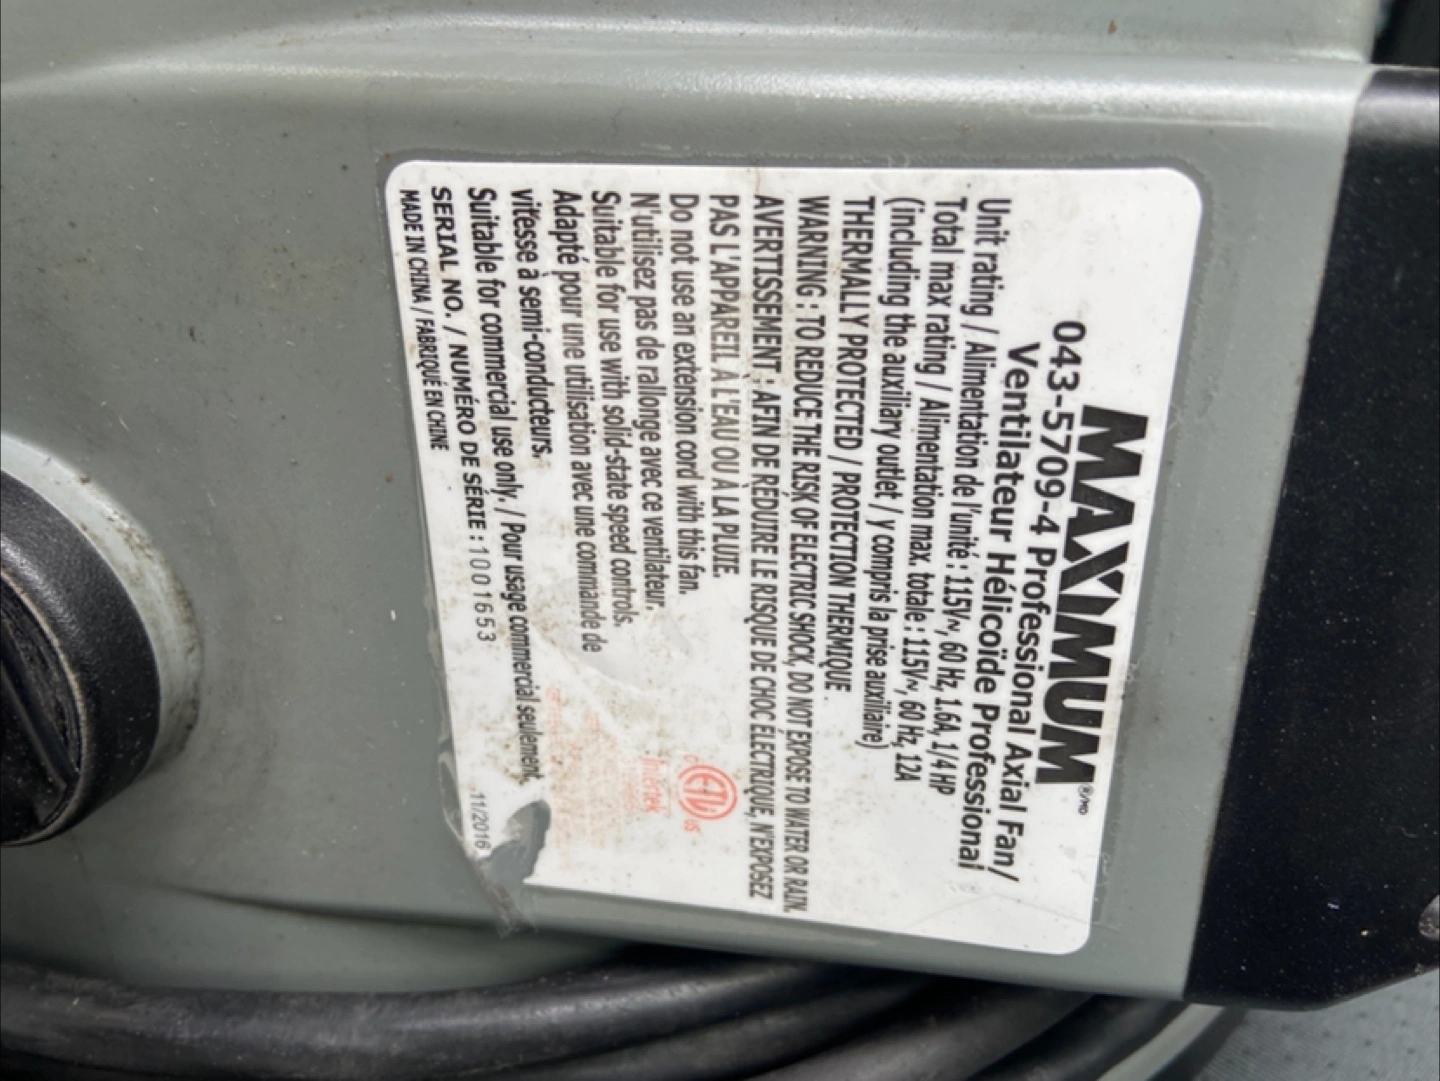 MAXIMUM®/MD
043-5709-4 Professional Axial Fan/
Ventilateur Hélicoïde Professionnal
Unit rating / Alimentation de l'unité : 115V~, 60 Hz, 1.6A, 1/4 HP
Total max rating / Alimentation max. totale : 115V~, 60 Hz, 12A
(including the auxiliary outlet / y compris la prise auxiliaire)
THERMALLY PROTECTED / PROTECTION THERMIQUE
WARNING : TO REDUCE THE RISK OF ELECTRIC SHOCK, DO NOT EXPOSE TO WATER OR RAIN.
AVERTISSEMENT : AFIN DE RÉDUIRE LE RISQUE DE CHOC ÉLECTRIQUE, N'EXPOSEZ
PAS L'APPAREIL À L'EAU OU À LA PLUIE.
Do not use an extension cord with this fan.
N'utilisez pas de rallonge avec ce ventilateur.
Suitable for use with solid-state speed controls.
Adapté pour une utilisation avec une commande de
vitesse à semi-conducteurs.
Suitable for commercial use only. / Pour usage commercial seulement.
SERIAL NO. / NUMÉRO DE SÉRIE : 1001653
MADE IN CHINA / FABRIQUÉ EN CHINE
c ETL us
Intertek
11/2016